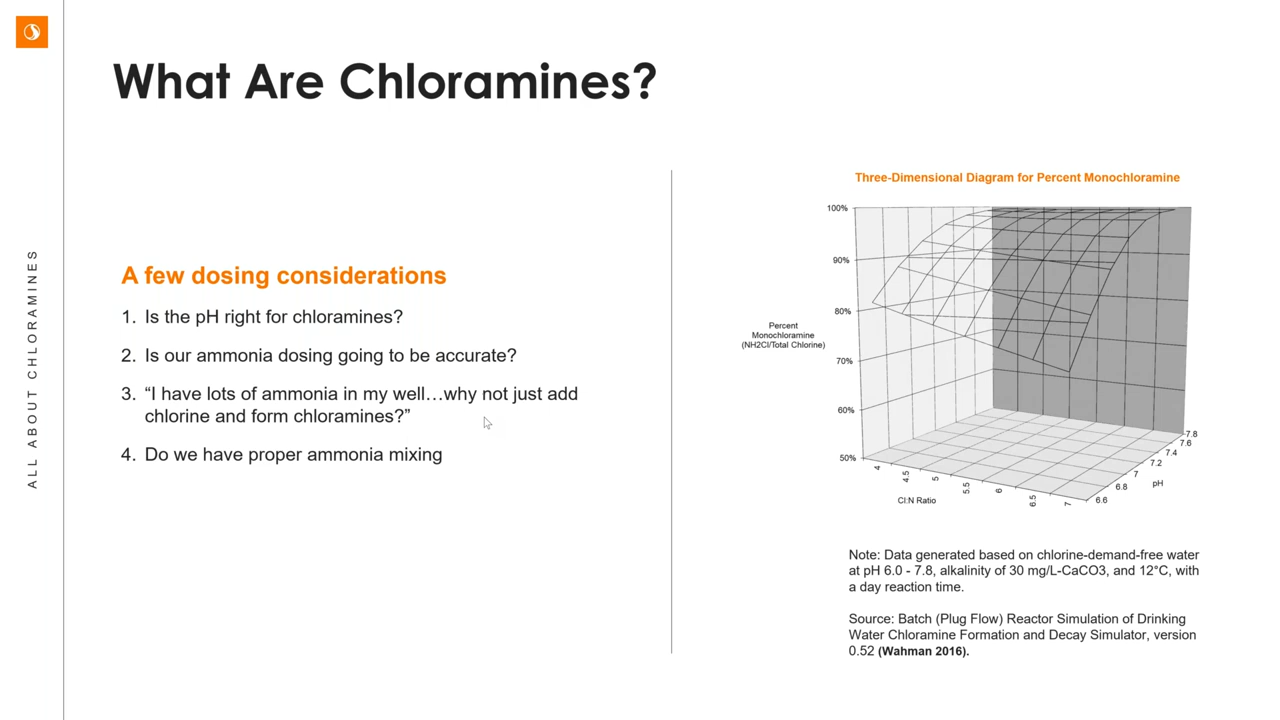 What Are Chloramines?
ALL ABOUT CHLORAMINES
A few dosing considerations
1. Is the pH right for chloramines?
2. Is our ammonia dosing going to be accurate?
3. “I have lots of ammonia in my well…why not just add
chlorine and form chloramines?”
4. Do we have proper ammonia mixing
Three-Dimensional Diagram for Percent Monochloramine
100%
90%
80%
70%
60%
50%
Percent
Monochloramine
(NH2Cl/Total Chlorine)
4
4.5
5
5.5
6
6.5
7
Cl:N Ratio
6.6
6.8
7
7.2
7.4
7.6
7.8
pH
Note: Data generated based on chlorine-demand-free water
at pH 6.0 - 7.8, alkalinity of 30 mg/L-CaCO3, and 12°C, with
a day reaction time.
Source: Batch (Plug Flow) Reactor Simulation of Drinking
Water Chloramine Formation and Decay Simulator, version
0.52 (Wahman 2016).